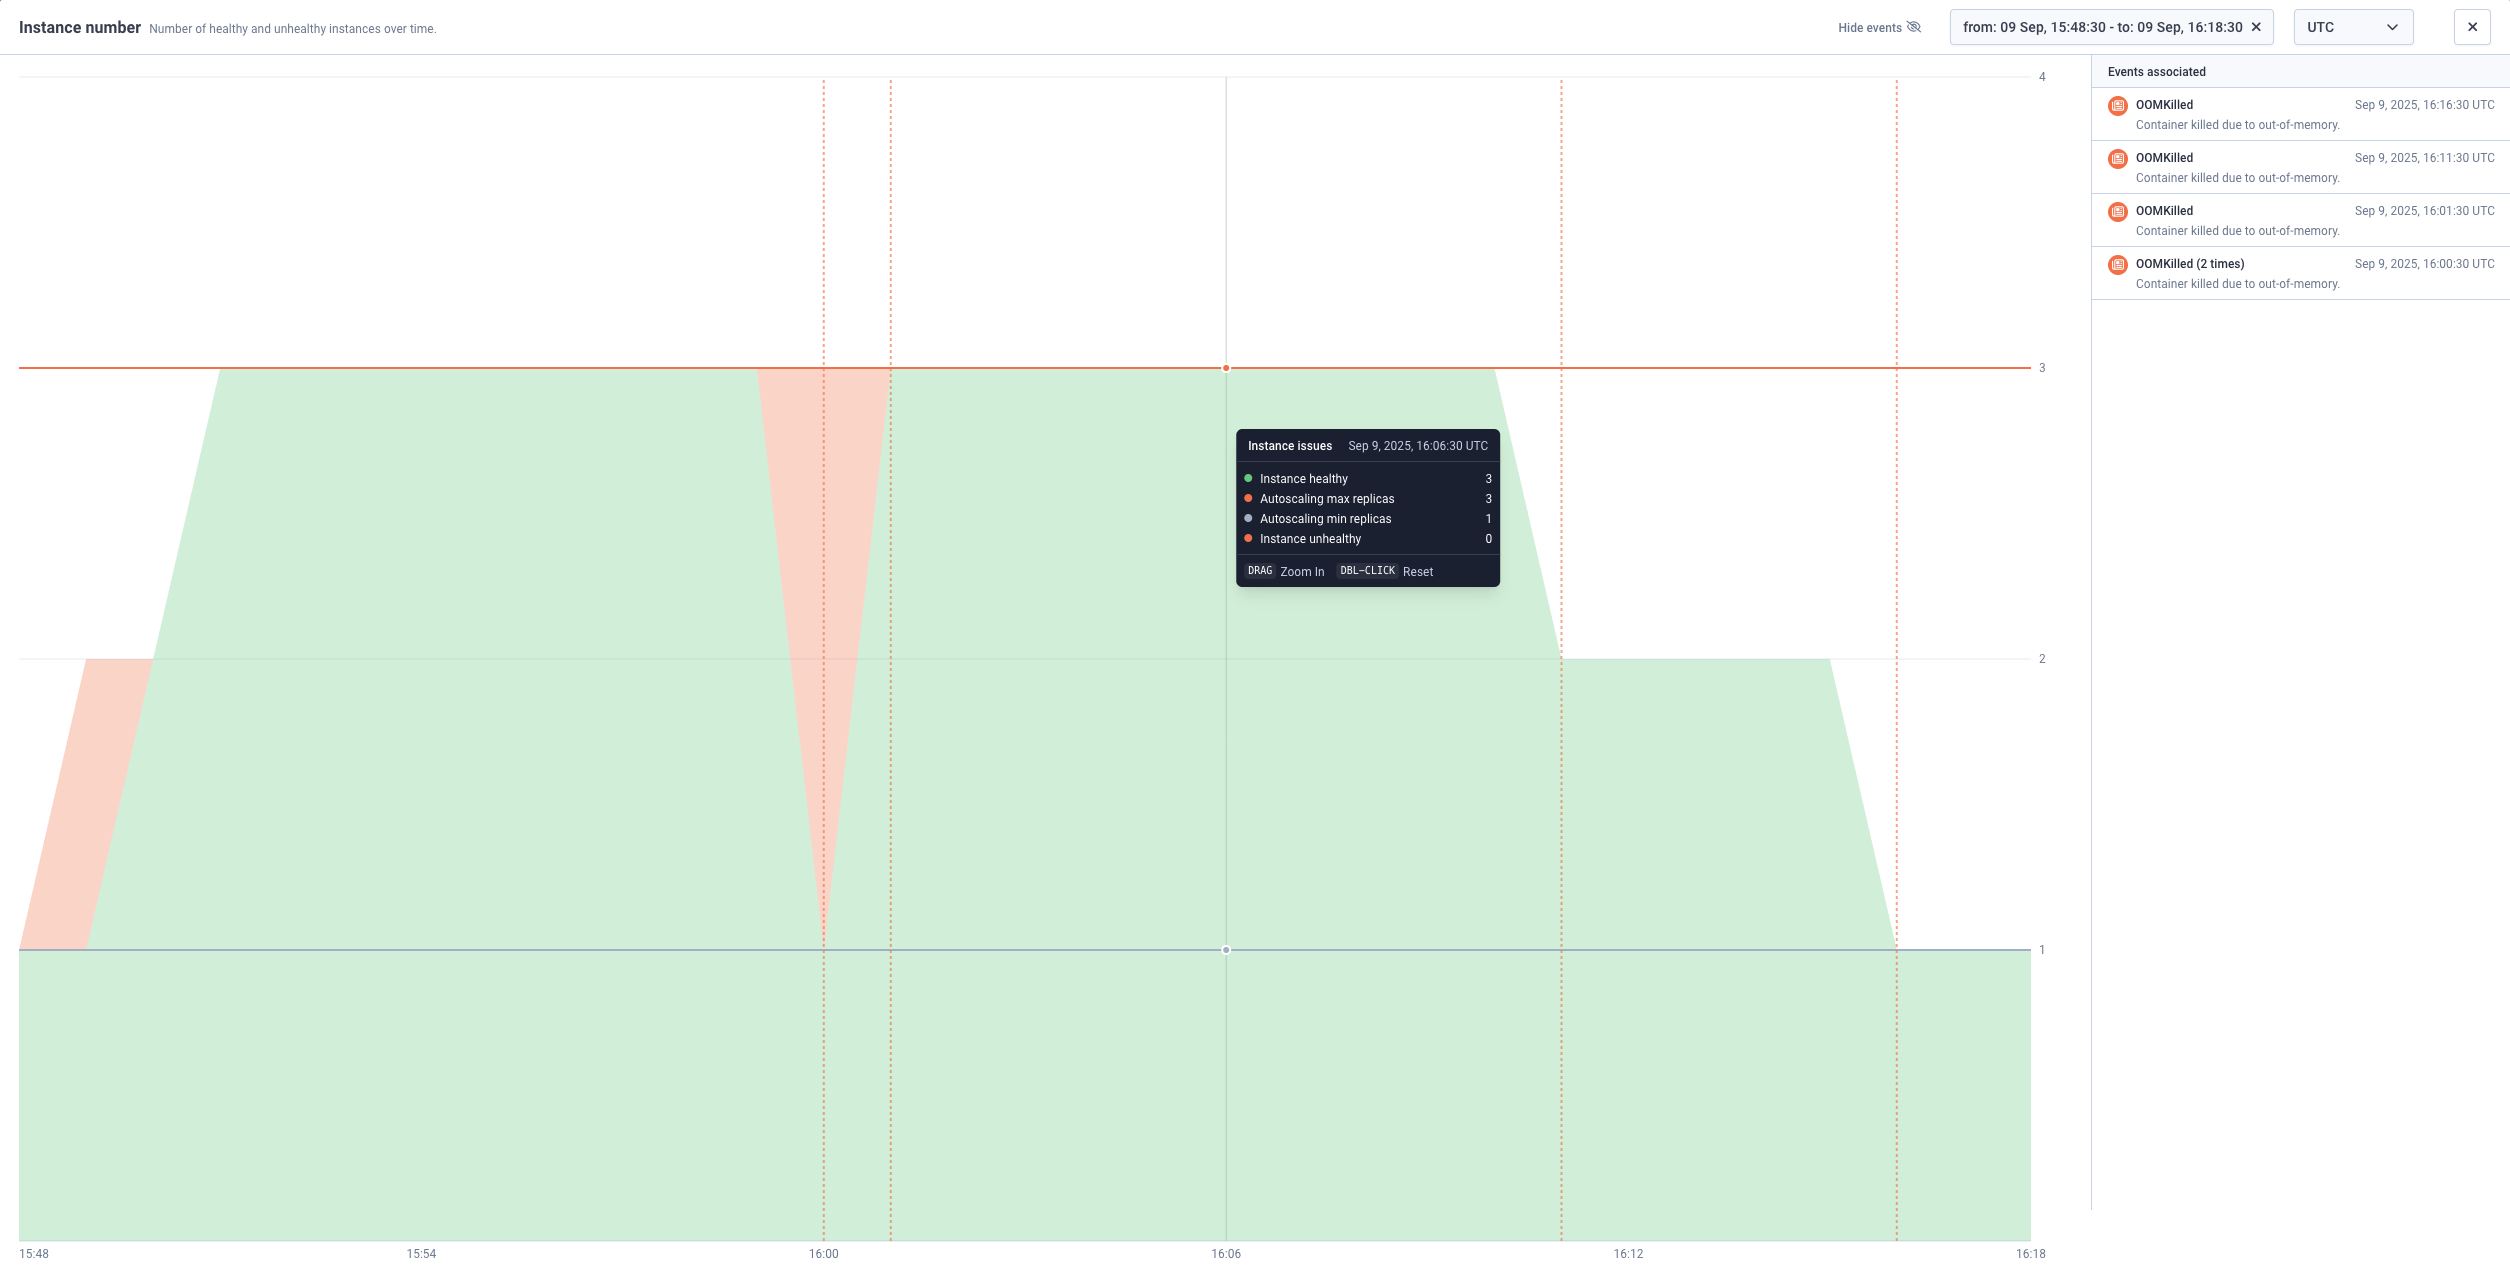 Instance number Number of healthy and unhealthy instances over time. Hide events from: 09 Sep, 15:48:30 - to: 09 Sep, 16:18:30 UTC
Events associated
OOMKilled Sep 9, 2025, 16:16:30 UTC
Container killed due to out-of-memory.
OOMKilled Sep 9, 2025, 16:11:30 UTC
Container killed due to out-of-memory.
OOMKilled Sep 9, 2025, 16:01:30 UTC
Container killed due to out-of-memory.
OOMKilled (2 times) Sep 9, 2025, 16:00:30 UTC
Container killed due to out-of-memory.
4
3
2
1
Instance issues Sep 9, 2025, 16:06:30 UTC
Instance healthy 3
Autoscaling max replicas 3
Autoscaling min replicas 1
Instance unhealthy 0
DRAG Zoom In DBL-CLICK Reset
15:48 15:54 16:00 16:06 16:12 16:18